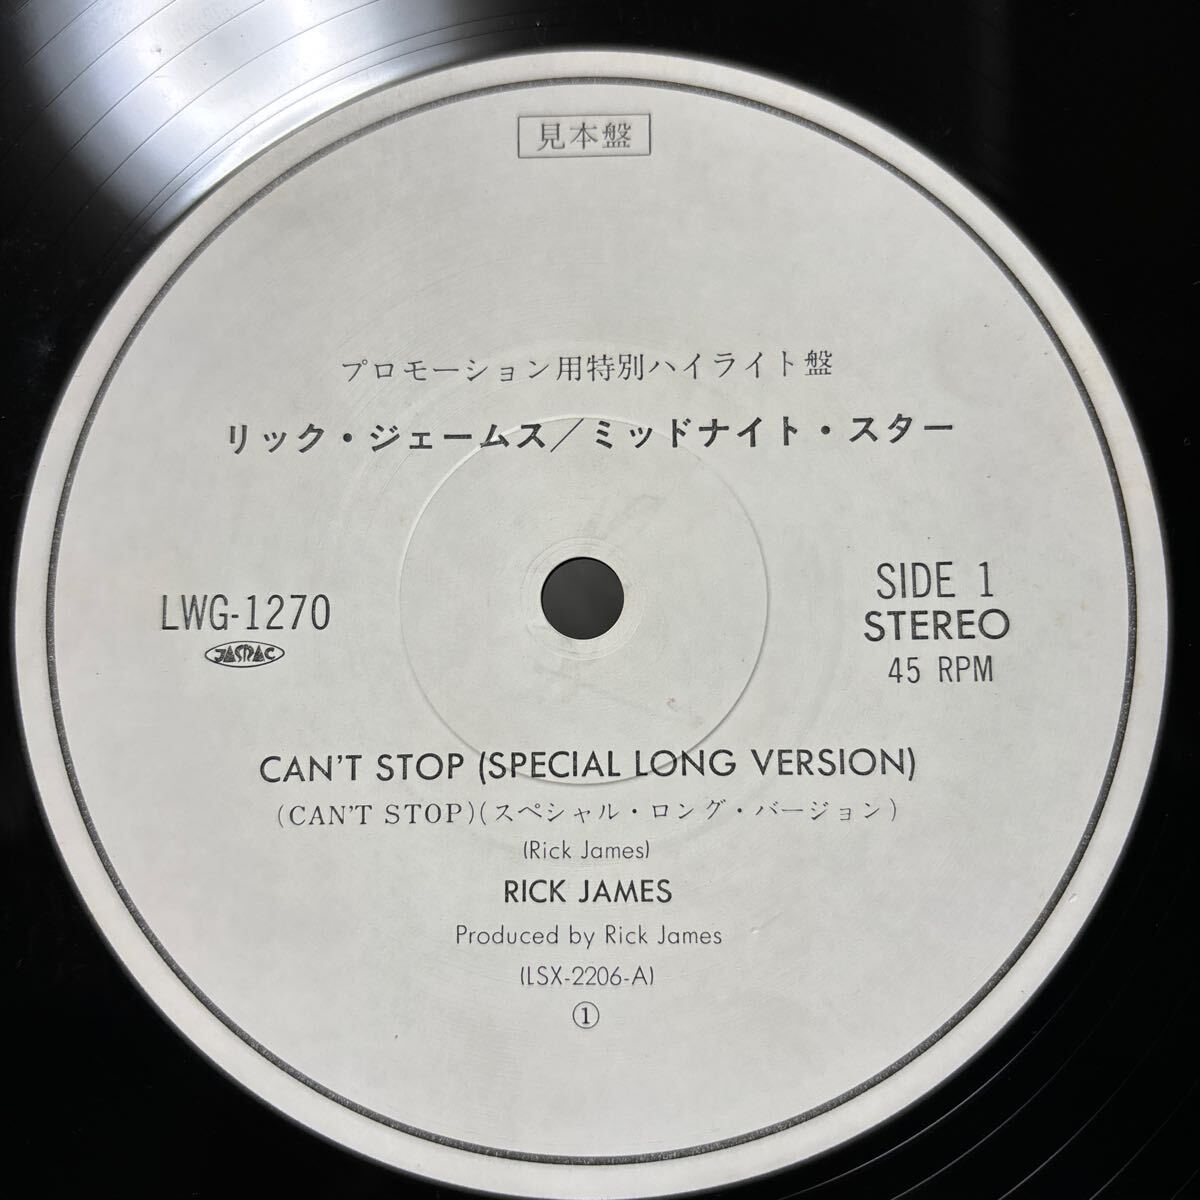 見本盤
プロモーション用特別ハイライト盤
リック・ジェームス／ミッドナイト・スター
LWG-1270
JASRAC
SIDE 1
STEREO
45 RPM
CAN'T STOP (SPECIAL LONG VERSION)
(CAN'T STOP)(スペシャル・ロング・バージョン)
(Rick James)
RICK JAMES
Produced by Rick James
(LSX-2206-A)
①